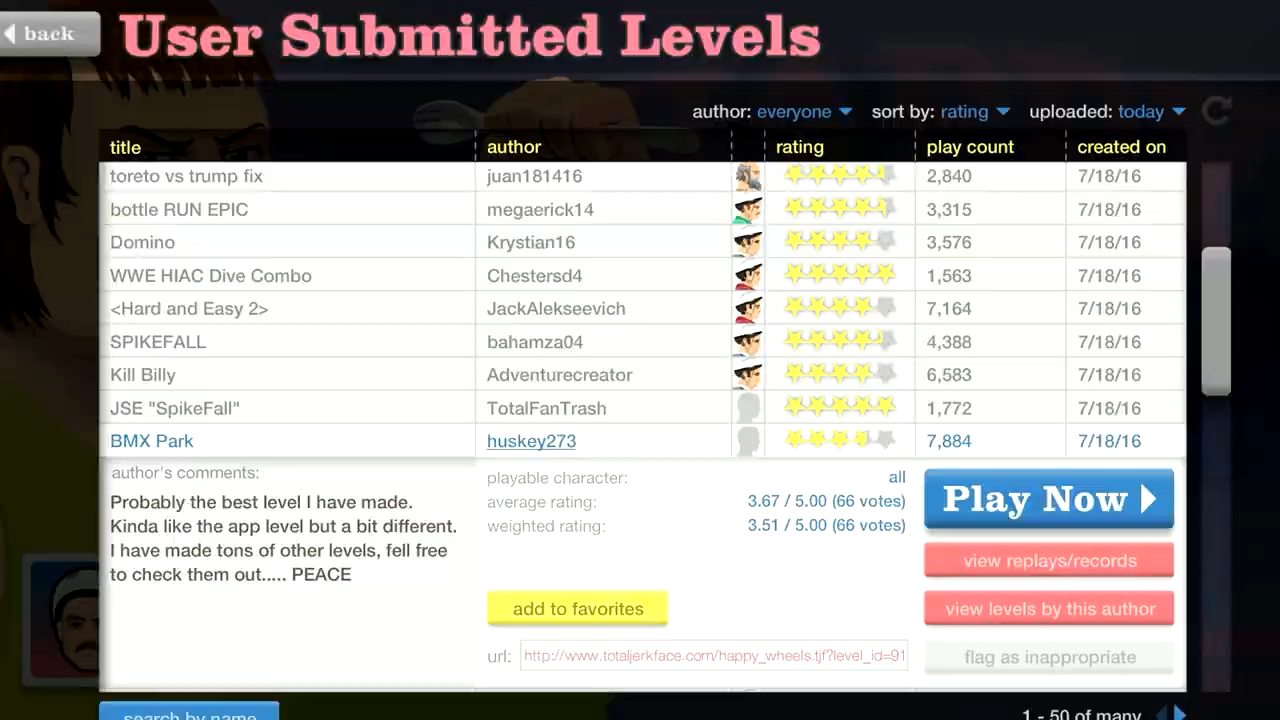 back
User Submitted Levels
author: everyone sort by: rating uploaded: today
title author rating play count created on
toreto vs trump fix juan181416 2,840 7/18/16
bottle RUN EPIC megaerick14 3,315 7/18/16
Domino Krystian16 3,576 7/18/16
WWE HIAC Dive Combo Chestersd4 1,563 7/18/16
<Hard and Easy 2> JackAlekseevich 7,164 7/18/16
SPIKEFALL bahamza04 4,388 7/18/16
Kill Billy Adventurecreator 6,583 7/18/16
JSE "SpikeFall" TotalFanTrash 1,772 7/18/16
BMX Park huskey273 7,884 7/18/16
author's comments:
Probably the best level I have made.
Kinda like the app level but a bit different.
I have made tons of other levels, fell free
to check them out..... PEACE
playable character: all
average rating: 3.67 / 5.00 (66 votes)
weighted rating: 3.51 / 5.00 (66 votes)
add to favorites
url: http://www.totaljerkface.com/happy_wheels.tjf?level_id=91
Play Now
view replays/records
view levels by this author
flag as inappropriate
search by name
1 - 50 of many